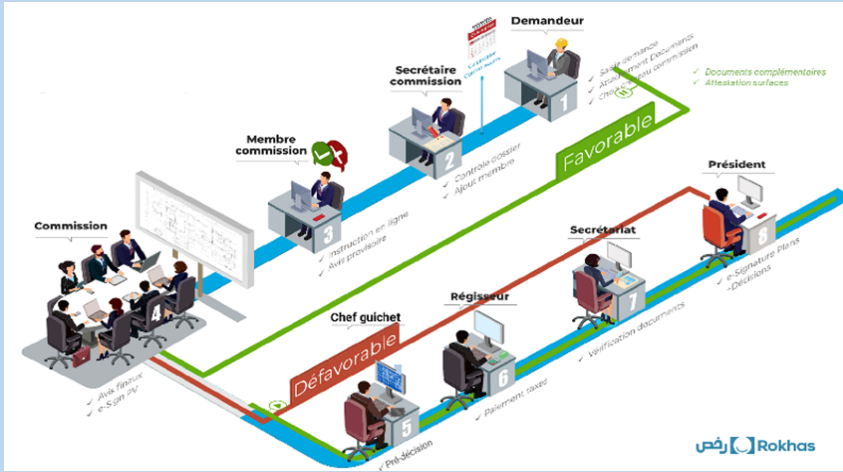 Demandeur
1
Saisie demande
Attachement Documents
commission
Documents complémentaires
Attestation surfaces
Secrétaire
commission
2
Contrôle dossier
Ajout membre
Membre
commission
3
Instruction en ligne
Avis provisoire
Commission
4
Avis finaux
e-Sign PV
Favorable
Défavorable
Chef guichet
5
Pré-décision
Régisseur
6
Paiement taxes
Secrétariat
7
Vérification documents
Président
8
e-Signature Plans
-Décisions
رخص Rokhas